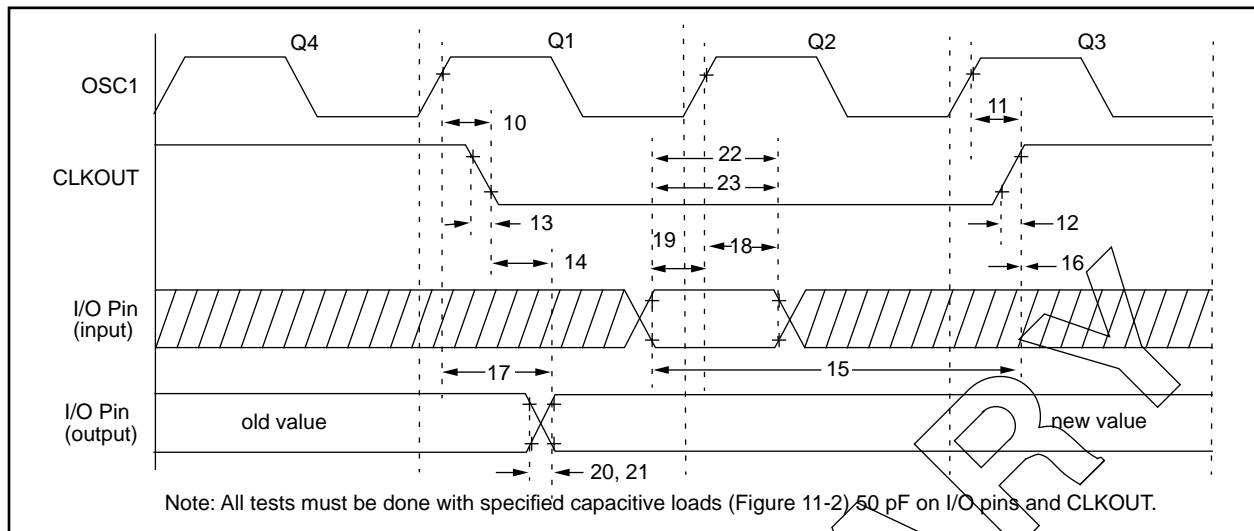 Q4 Q1 Q2 Q3
OSC1
10 11
22
CLKOUT
23
13 12
19 18
14 16
I/O Pin
(input)
17 15
I/O Pin
(output)
old value new value
20, 21
Note: All tests must be done with specified capacitive loads (Figure 11-2) 50 pF on I/O pins and CLKOUT.